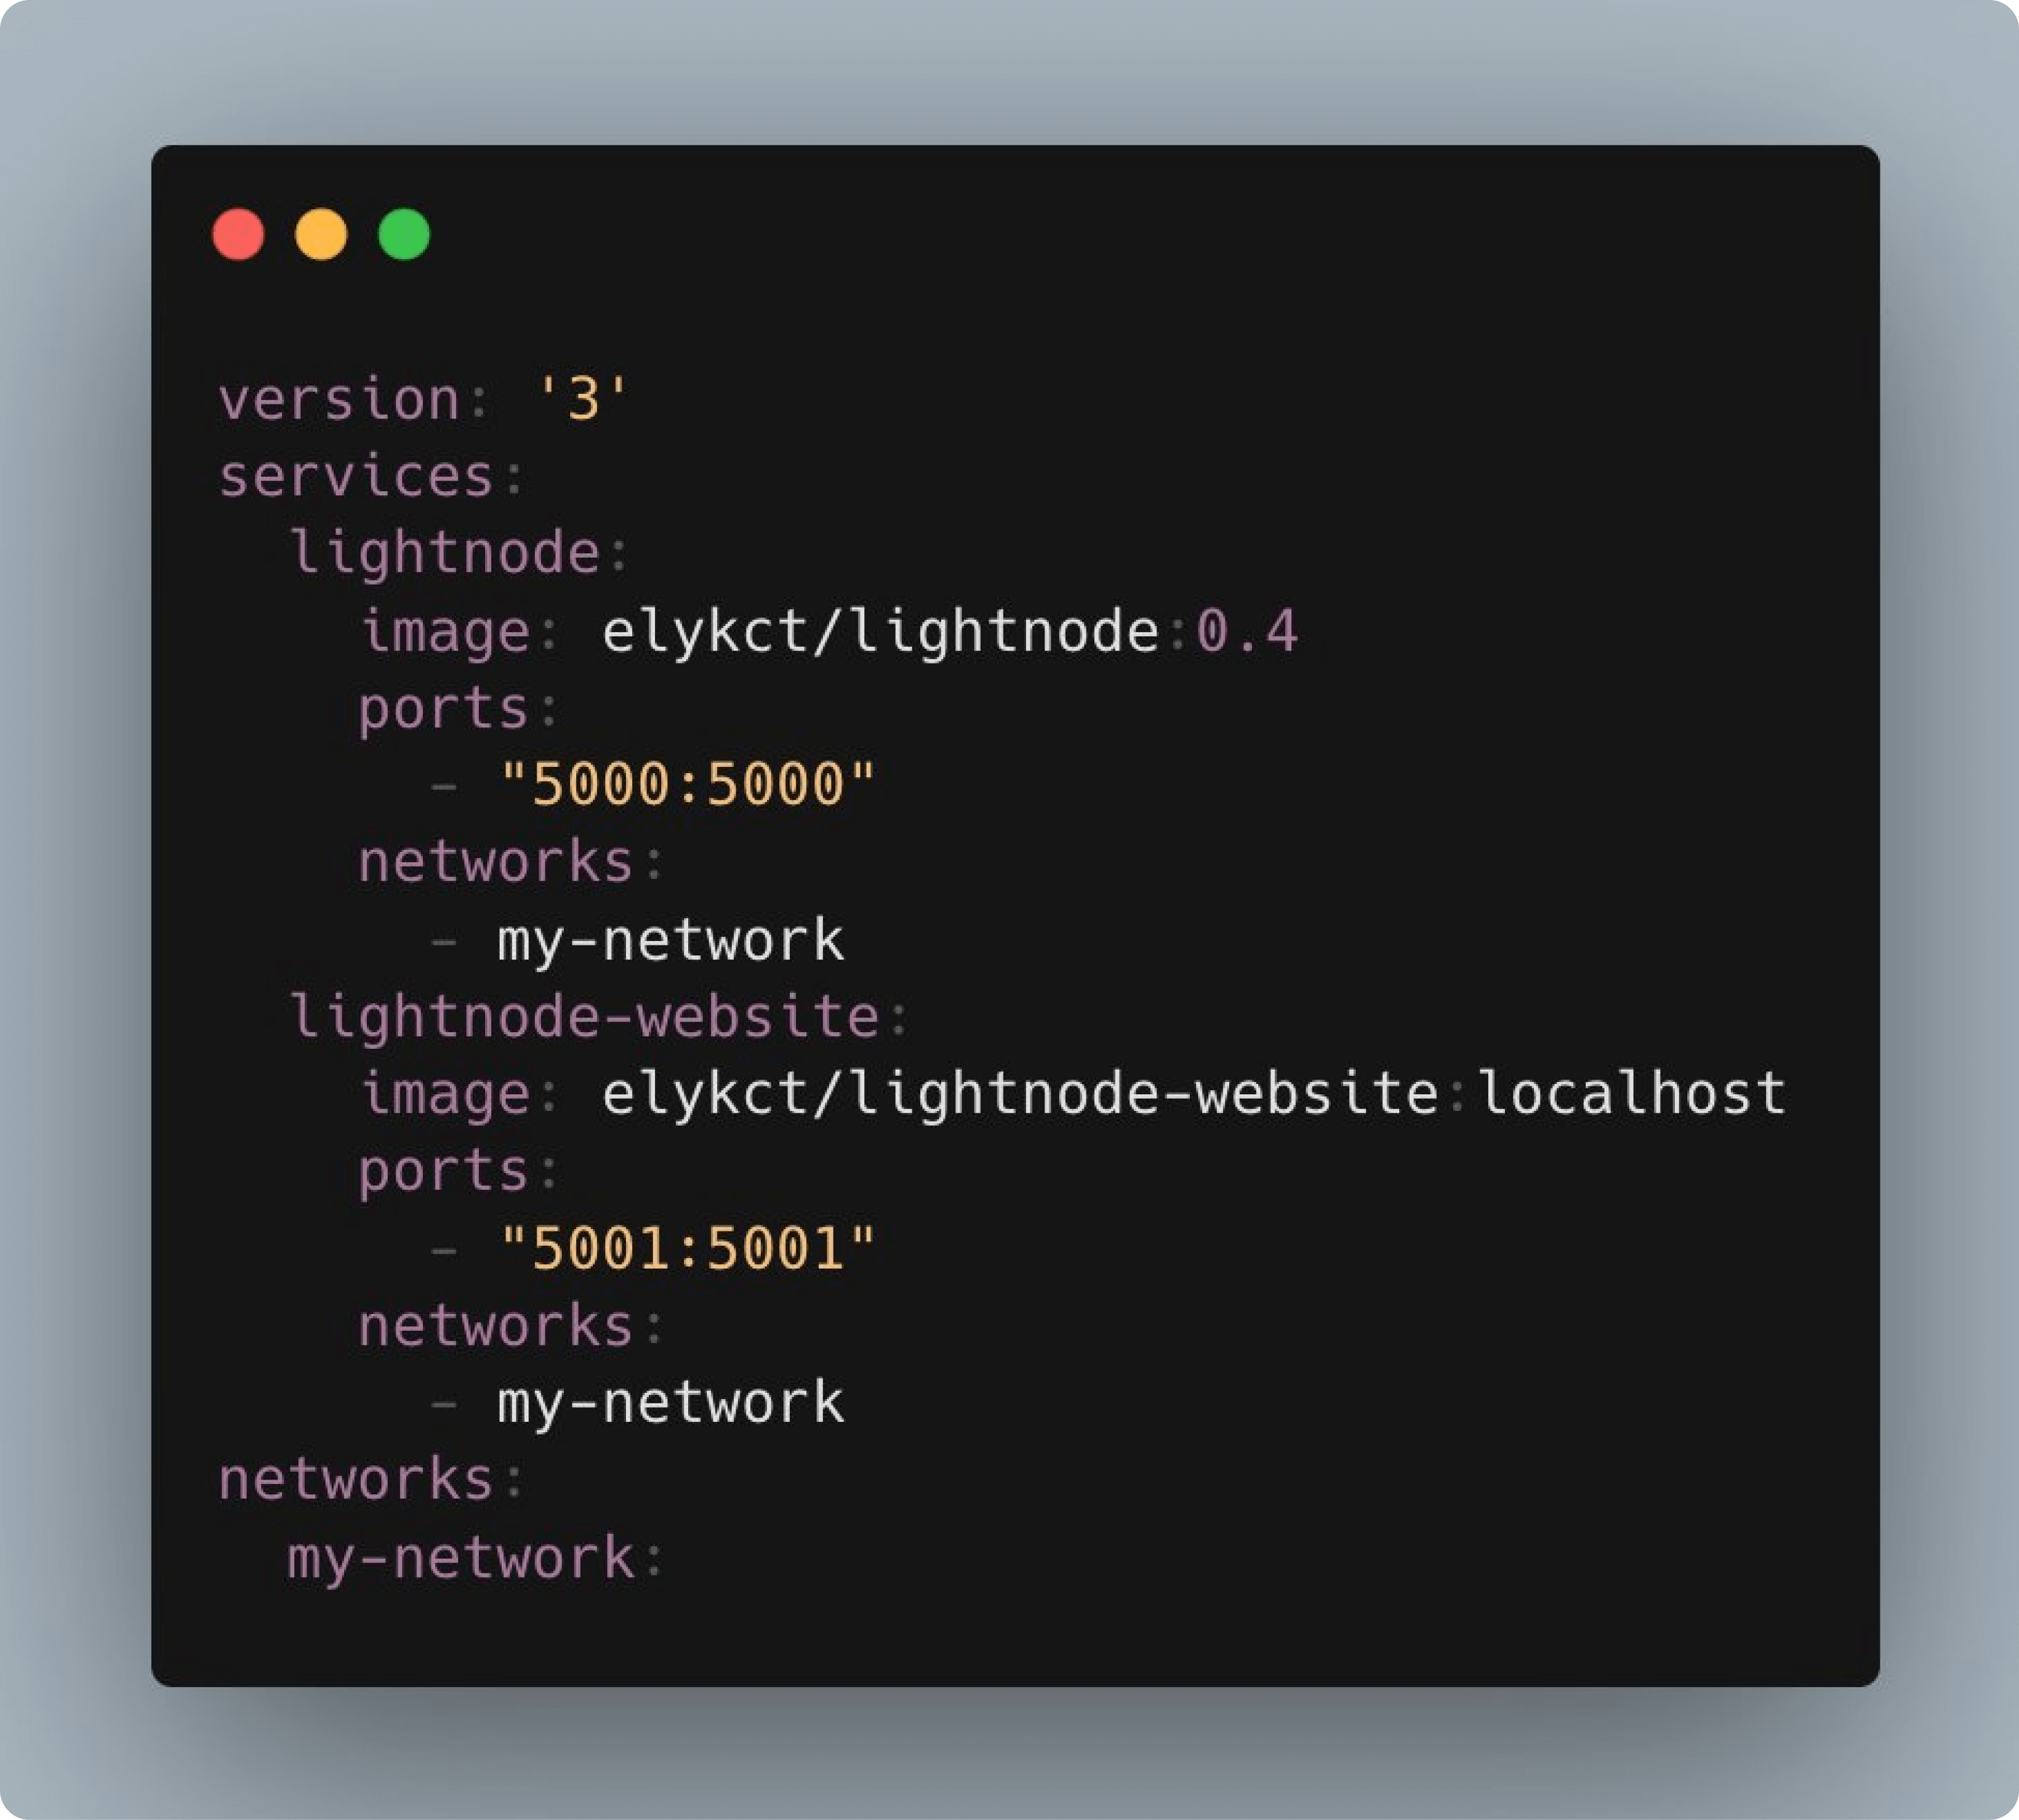 version: '3'
services:
  lightnode:
    image: elykct/lightnode:0.4
    ports:
      - "5000:5000"
    networks:
      - my-network
  lightnode-website:
    image: elykct/lightnode-website:localhost
    ports:
      - "5001:5001"
    networks:
      - my-network
networks:
  my-network: